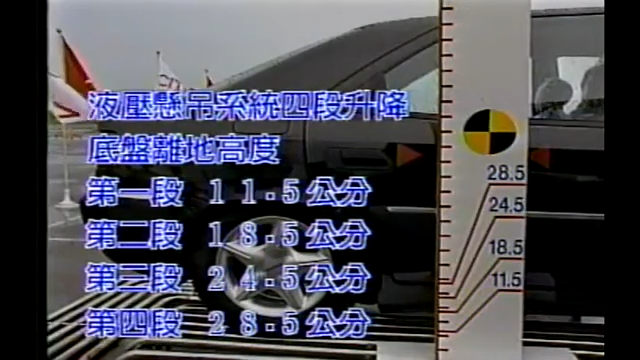 液壓懸吊系統四段升降
底盤離地高度
第一段 11.5公分
第二段 18.5公分
第三段 24.5公分
第四段 28.5公分
28.5
24.5
18.5
11.5